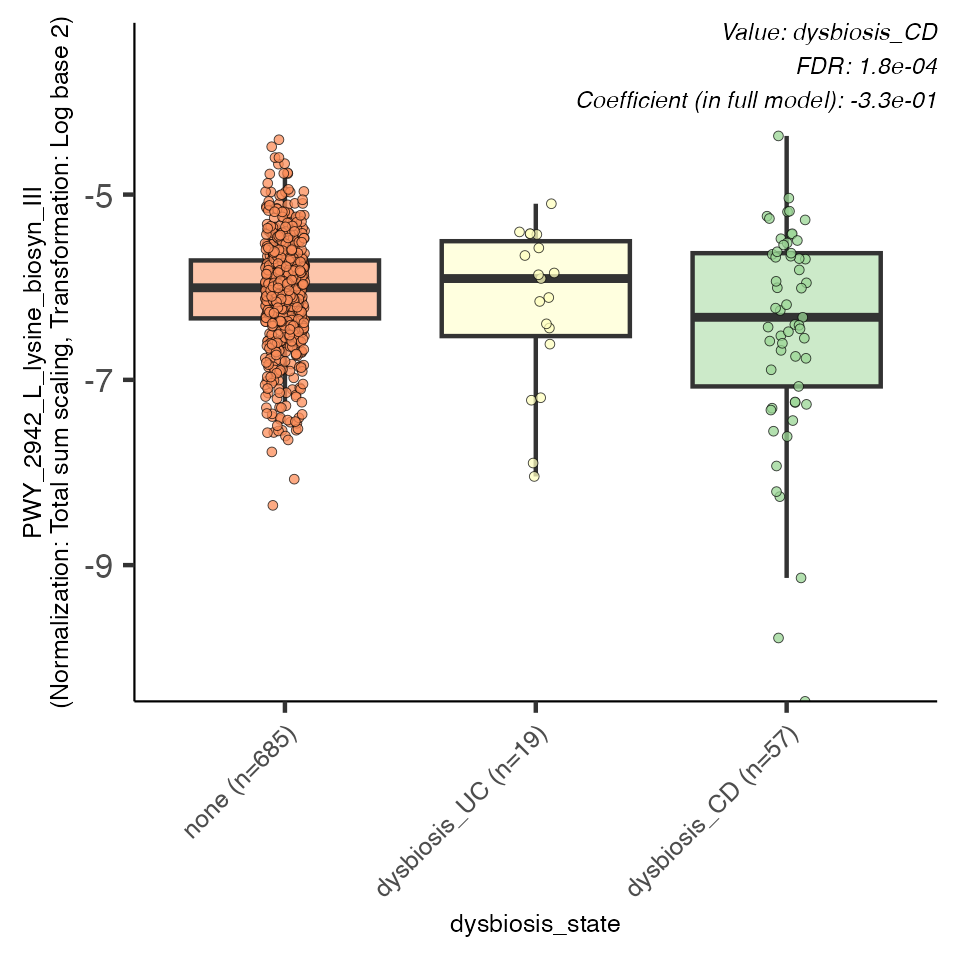 Value: dysbiosis_CD
FDR: 1.8e-04
Coefficient (in full model): -3.3e-01
PWY_2942_L_lysine_biosyn_III
(Normalization: Total sum scaling, Transformation: Log base 2)
-5
-7
-9
none (n=685)
dysbiosis_UC (n=19)
dysbiosis_CD (n=57)
dysbiosis_state